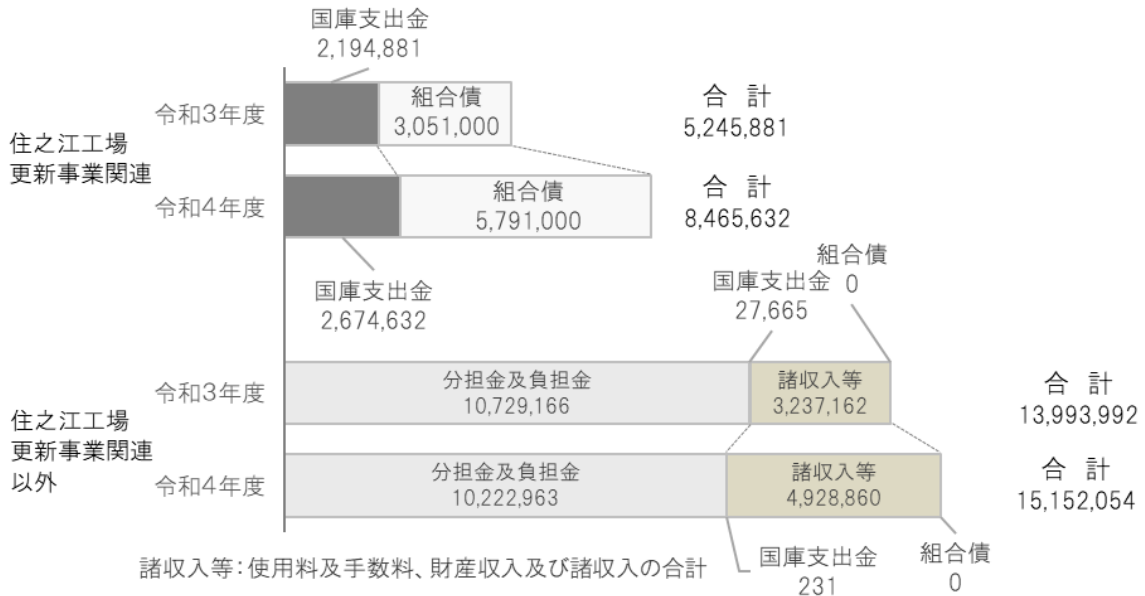 国庫支出金
2,194,881
住之江工場
更新事業関連
令和3年度
組合債
3,051,000
合 計
5,245,881
令和4年度
組合債
5,791,000
合 計
8,465,632
国庫支出金
2,674,632
国庫支出金
27,665
組合債
0
住之江工場
更新事業関連
以外
令和3年度
分担金及負担金
10,729,166
諸収入等
3,237,162
合 計
13,993,992
令和4年度
分担金及負担金
10,222,963
諸収入等
4,928,860
合 計
15,152,054
国庫支出金
231
組合債
0
諸収入等:使用料及手数料、財産収入及び諸収入の合計